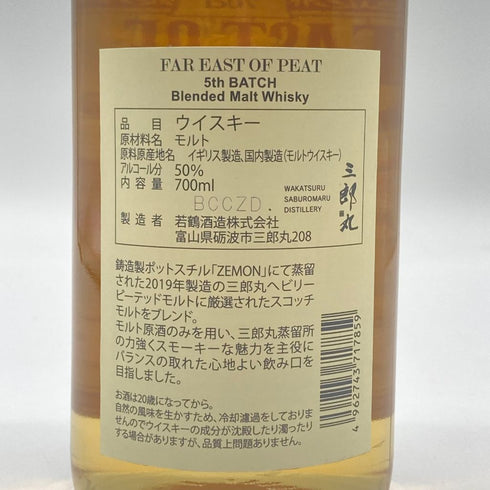 FAR EAST OF PEAT
5th BATCH
Blended Malt Whisky
品目 ウイスキー
原材料名 モルト
原料原産地名 イギリス製造、国内製造(モルトウイスキー)
アルコール分 50%
内容量 700ml
BCCZD.
製造者 若鶴酒造株式会社
富山県砺波市三郎丸208
WAKATSURU
SABUROMARU
DISTILLERY
三郎丸
鋳造製ポットスチル「ZEMON」にて蒸留
された2019年製造の三郎丸ヘビリー
ピーテッドモルトに厳選されたスコッチ
モルトをブレンド。
モルト原酒のみを用い、三郎丸蒸留所
の力強くスモーキーな魅力を主役に
バランスの取れた心地よい飲み口を
目指しました。
お酒は20歳になってから。
自然の風味を生かすため、冷却濾過をしておりま
せんのでウイスキーの成分が沈殿したり濁ったり
する場合がありますが、品質上問題ありません。
4962743717859